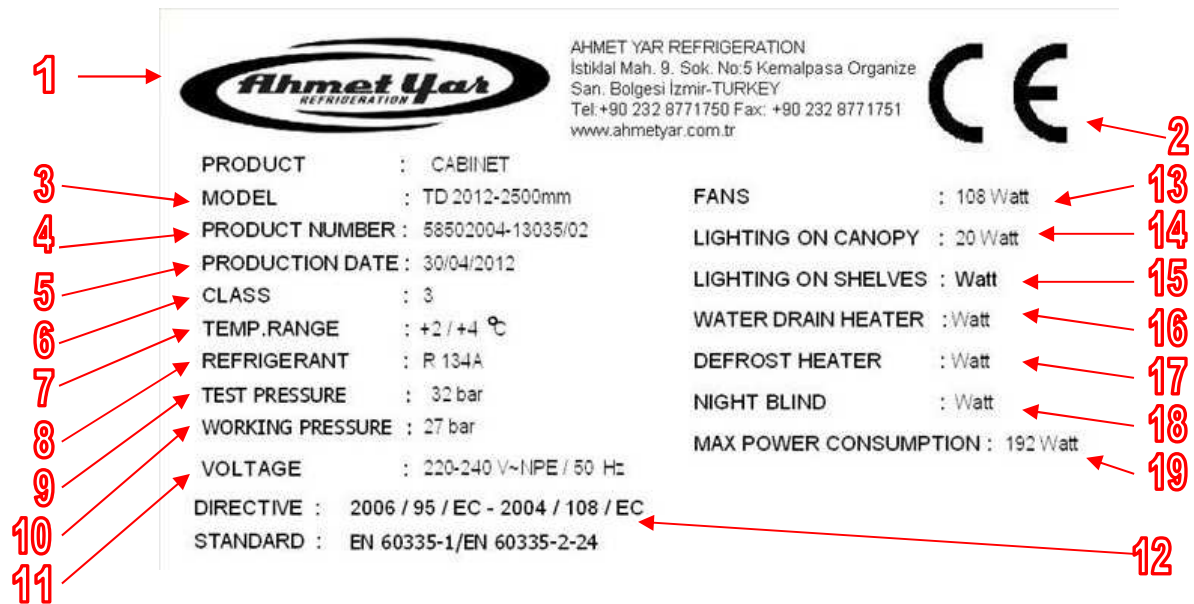 1
Ahmet Yar
REFRIGERATION
AHMET YAR REFRIGERATION
İstiklal Mah. 9. Sok. No:5 Kemalpasa Organize
San. Bolgesi İzmir-TURKEY
Tel:+90 232 8771750 Fax: +90 232 8771751
www.ahmetyar.com.tr
CE
2
PRODUCT : CABINET
3
MODEL : TD 2012-2500mm
4
PRODUCT NUMBER : 58502004-13035/02
5
PRODUCTION DATE : 30/04/2012
6
CLASS : 3
7
TEMP.RANGE : +2 / +4 °C
8
REFRIGERANT : R 134A
9
TEST PRESSURE : 32 bar
10
WORKING PRESSURE : 27 bar
11
VOLTAGE : 220-240 V~NPE / 50 Hz
DIRECTIVE : 2006 / 95 / EC - 2004 / 108 / EC
STANDARD : EN 60335-1/EN 60335-2-24
12
FANS : 108 Watt
13
LIGHTING ON CANOPY : 20 Watt
14
LIGHTING ON SHELVES : Watt
15
WATER DRAIN HEATER : Watt
16
DEFROST HEATER : Watt
17
NIGHT BLIND : Watt
18
MAX POWER CONSUMPTION : 192 Watt
19